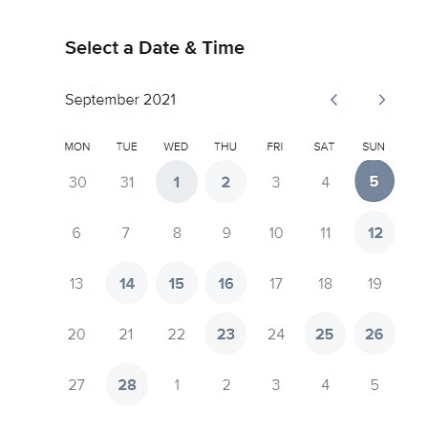 Select a Date & Time
September 2021
MON TUE WED THU FRI SAT SUN
30 31 1 2 3 4 5
6 7 8 9 10 11 12
13 14 15 16 17 18 19
20 21 22 23 24 25 26
27 28 1 2 3 4 5